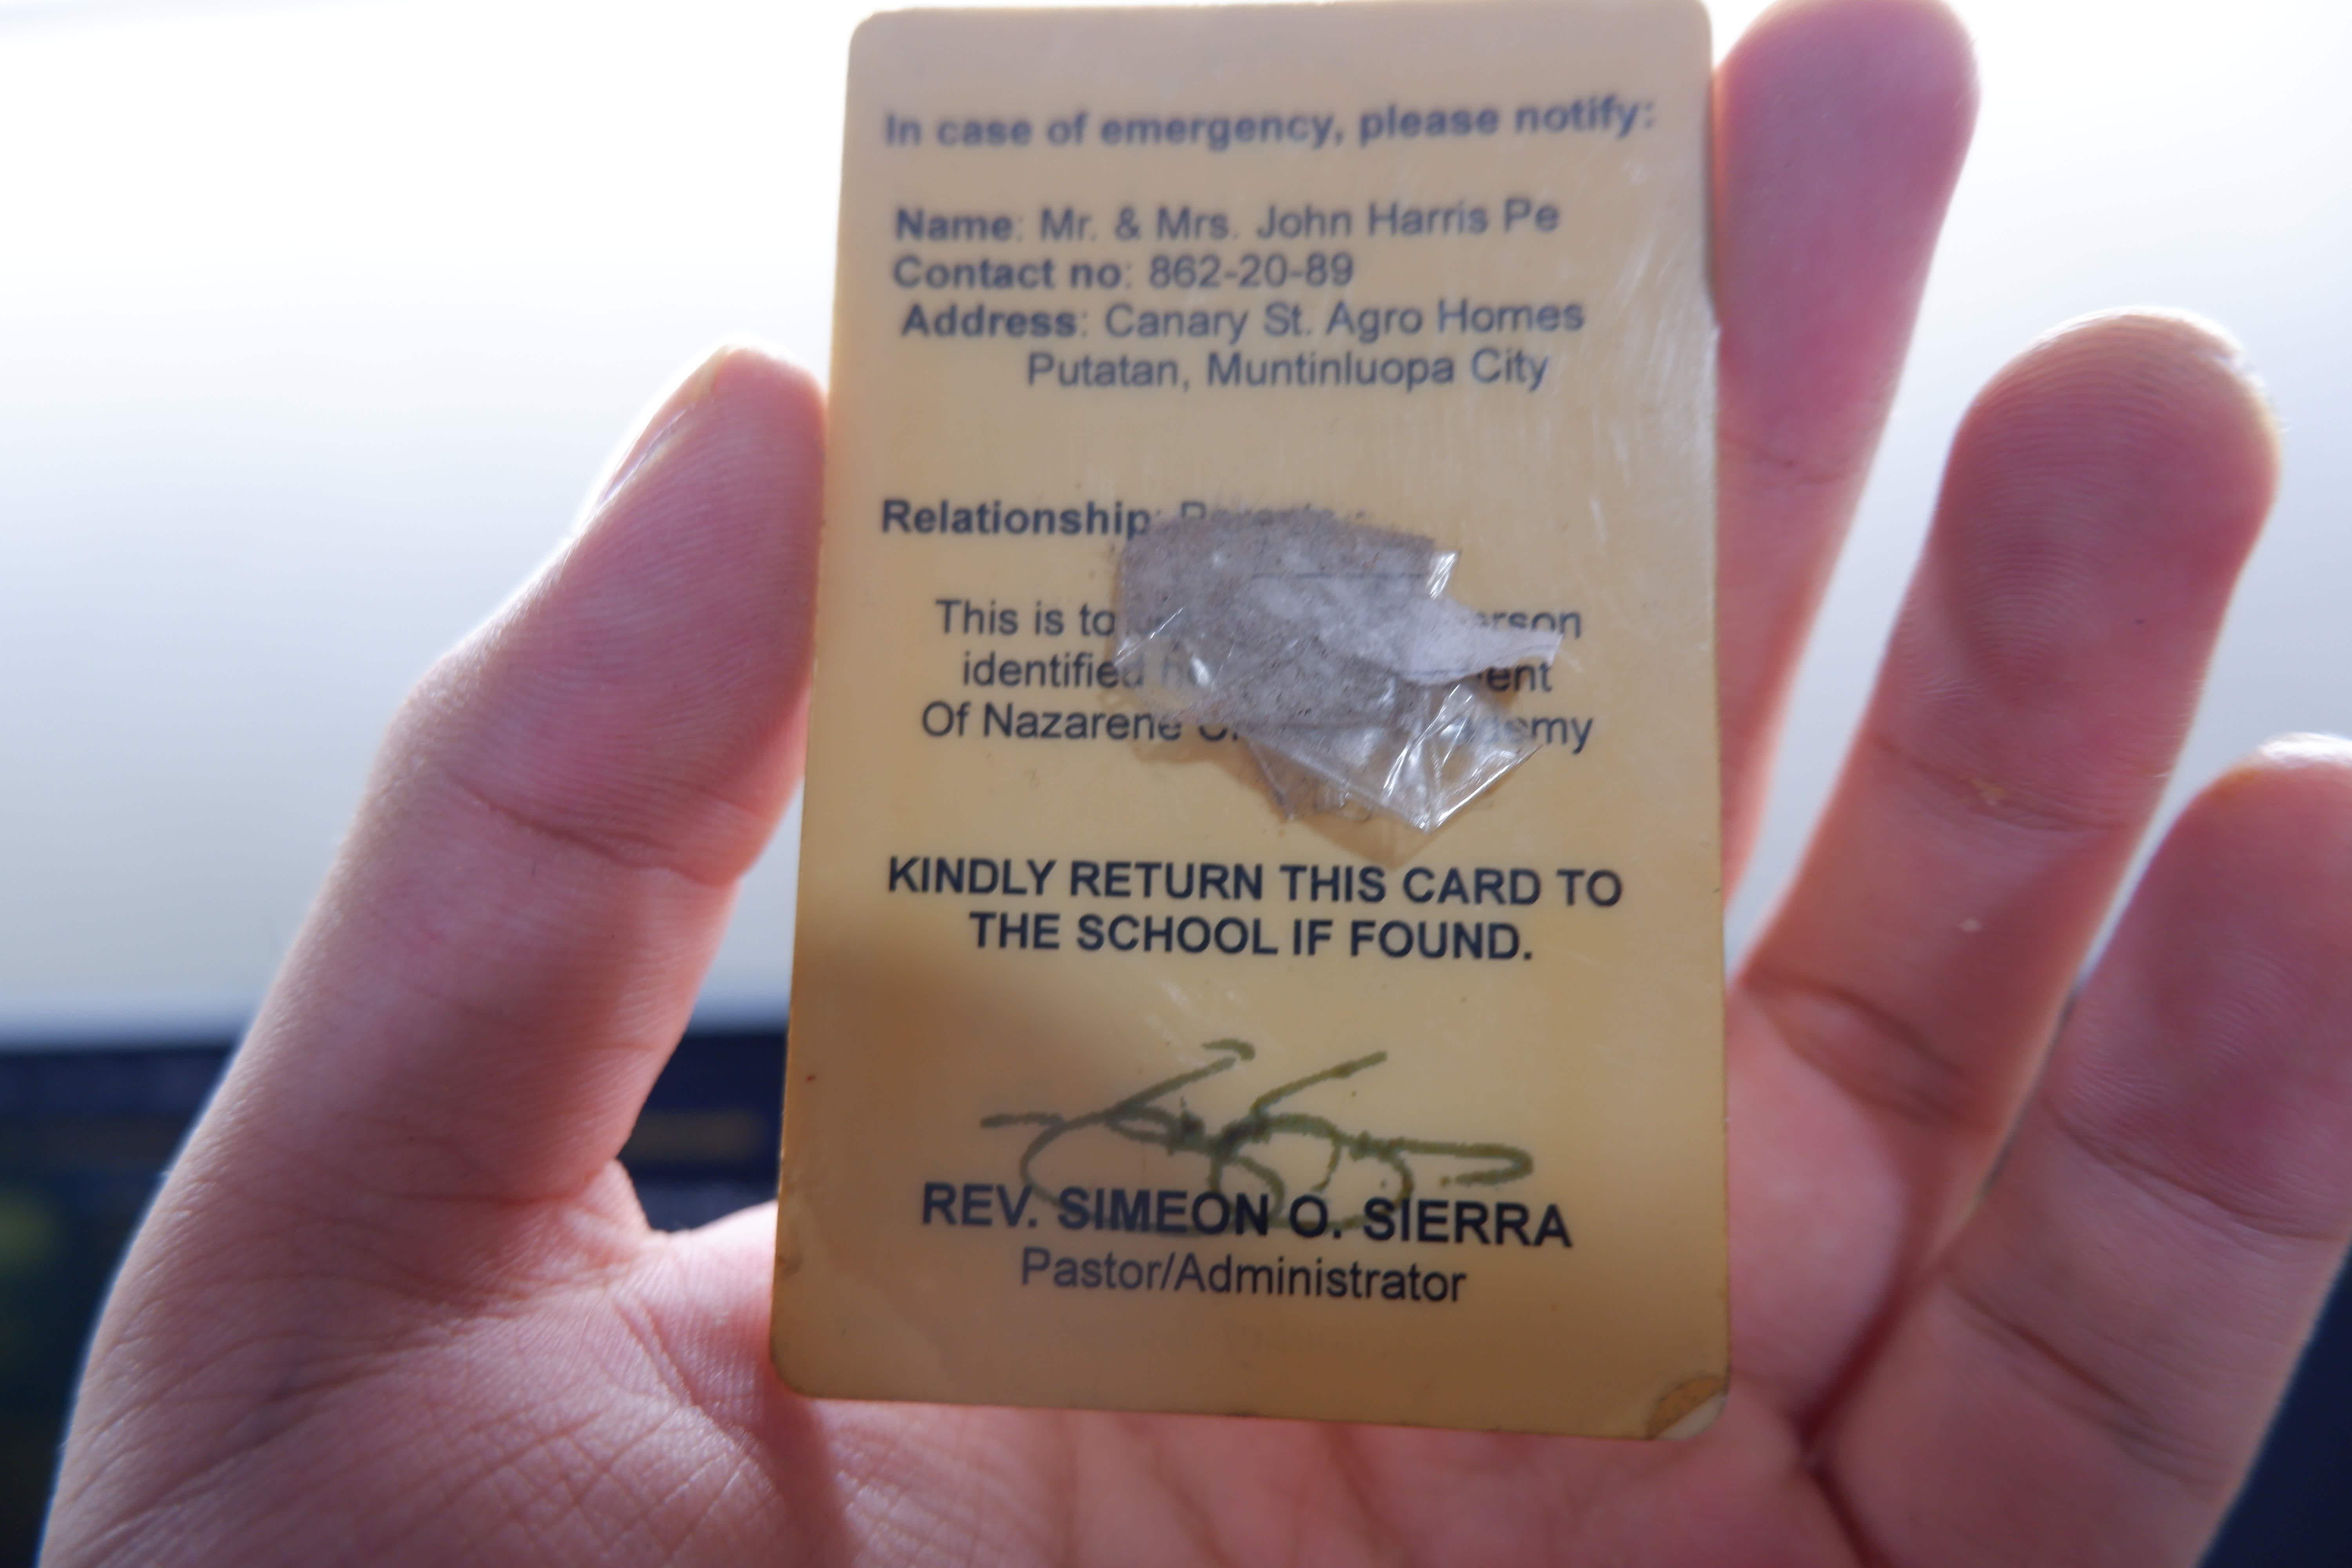 In case of emergency, please notify:
Name: Mr. & Mrs. John Harris Pe
Contact no: 862-20-89
Address: Canary St. Agro Homes
Putatan, Muntinluopa City
Relationship:
This is to
identified
Of Nazarene
KINDLY RETURN THIS CARD TO
THE SCHOOL IF FOUND.
REV. SIMEON O. SIERRA
Pastor/Administrator